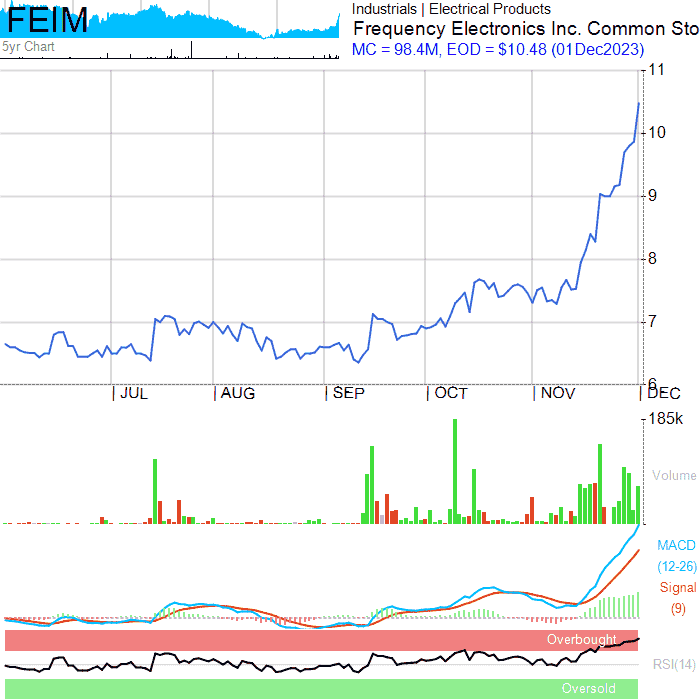 FEIM
5yr Chart
Industrials | Electrical Products
Frequency Electronics Inc. Common Sto
MC = 98.4M, EOD = $10.48 (01Dec2023)
11
10
9
8
7
6
JUL AUG SEP OCT NOV DEC
185k
Volume
MACD
(12-26)
Signal
(9)
Overbought
RSI(14)
Oversold